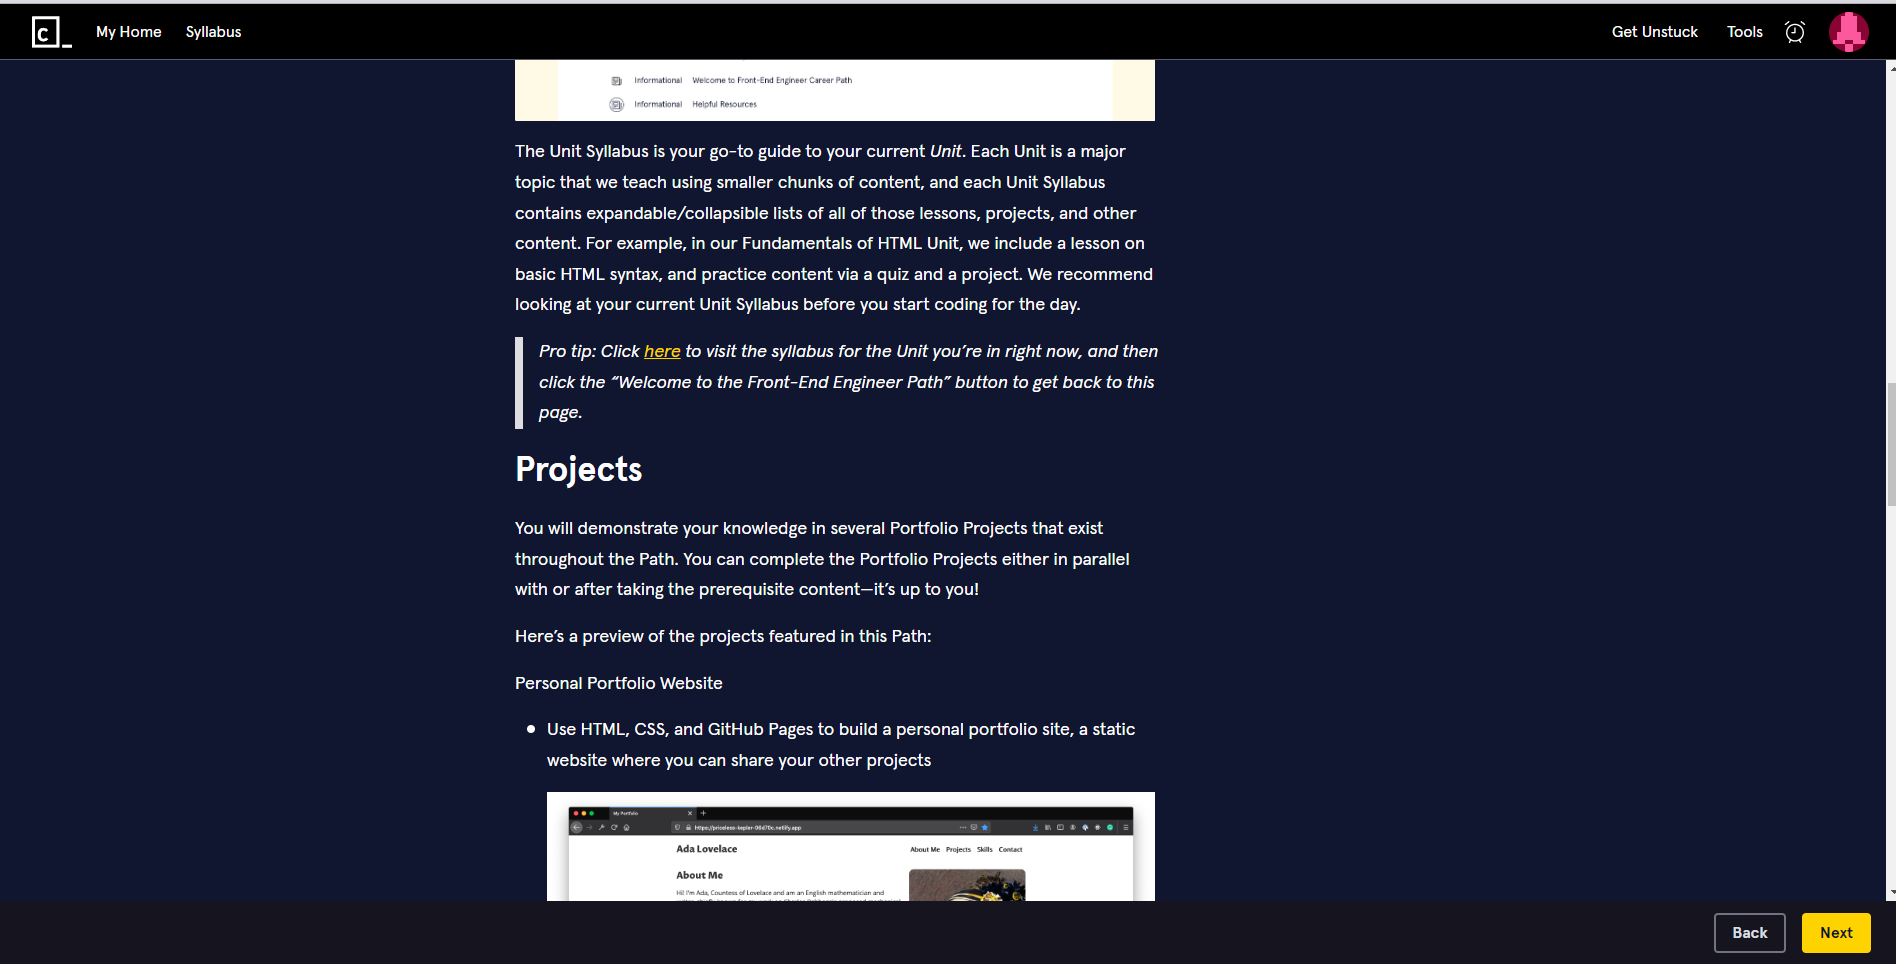 C_ My Home Syllabus Get Unstuck Tools
Informational Welcome to Front-End Engineer Career Path
Informational Helpful Resources
The Unit Syllabus is your go-to guide to your current Unit. Each Unit is a major
topic that we teach using smaller chunks of content, and each Unit Syllabus
contains expandable/collapsible lists of all of those lessons, projects, and other
content. For example, in our Fundamentals of HTML Unit, we include a lesson on
basic HTML syntax, and practice content via a quiz and a project. We recommend
looking at your current Unit Syllabus before you start coding for the day.
Pro tip: Click here to visit the syllabus for the Unit you’re in right now, and then
click the “Welcome to the Front-End Engineer Path” button to get back to this
page.
Projects
You will demonstrate your knowledge in several Portfolio Projects that exist
throughout the Path. You can complete the Portfolio Projects either in parallel
with or after taking the prerequisite content—it’s up to you!
Here’s a preview of the projects featured in this Path:
Personal Portfolio Website
Use HTML, CSS, and GitHub Pages to build a personal portfolio site, a static
website where you can share your other projects
My Portfolio
https://priceless-kepler-06d70c.netlify.app
Ada Lovelace About Me Projects Skills Contact
About Me
Hi! I'm Ada, Countess of Lovelace and am an English mathematician and
Back Next